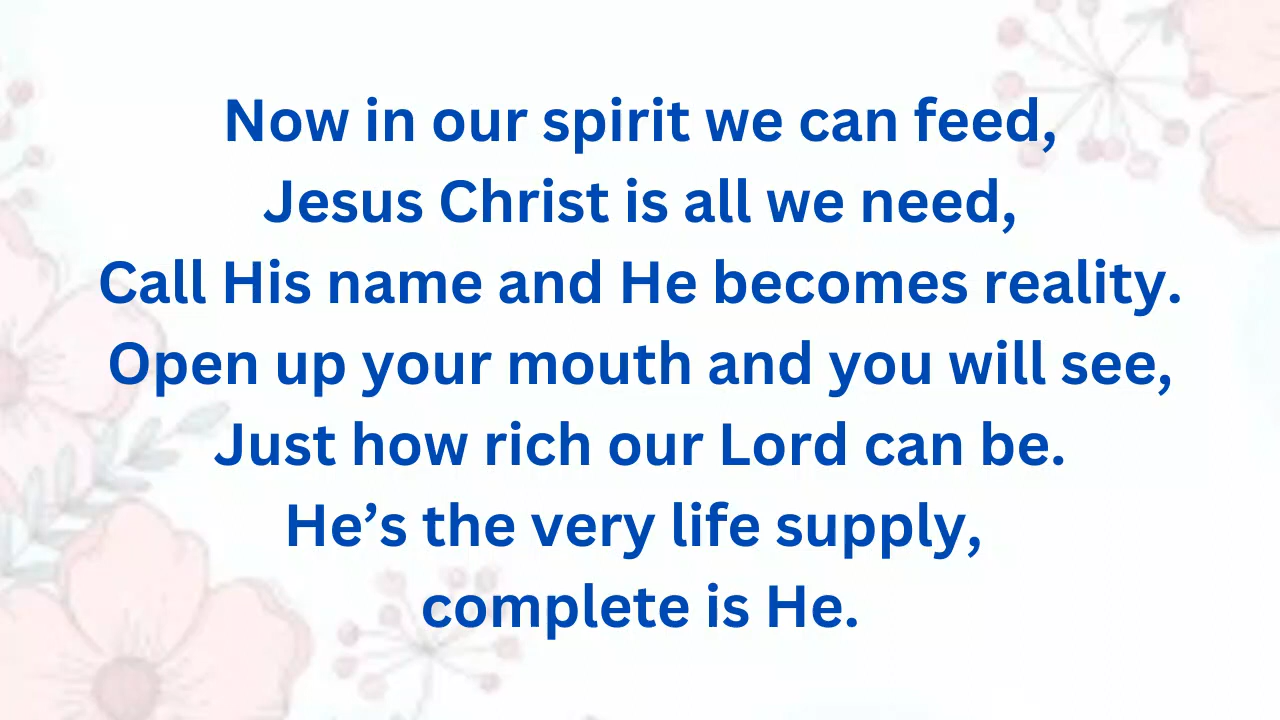 Now in our spirit we can feed,
Jesus Christ is all we need,
Call His name and He becomes reality.
Open up your mouth and you will see,
Just how rich our Lord can be.
He’s the very life supply,
complete is He.